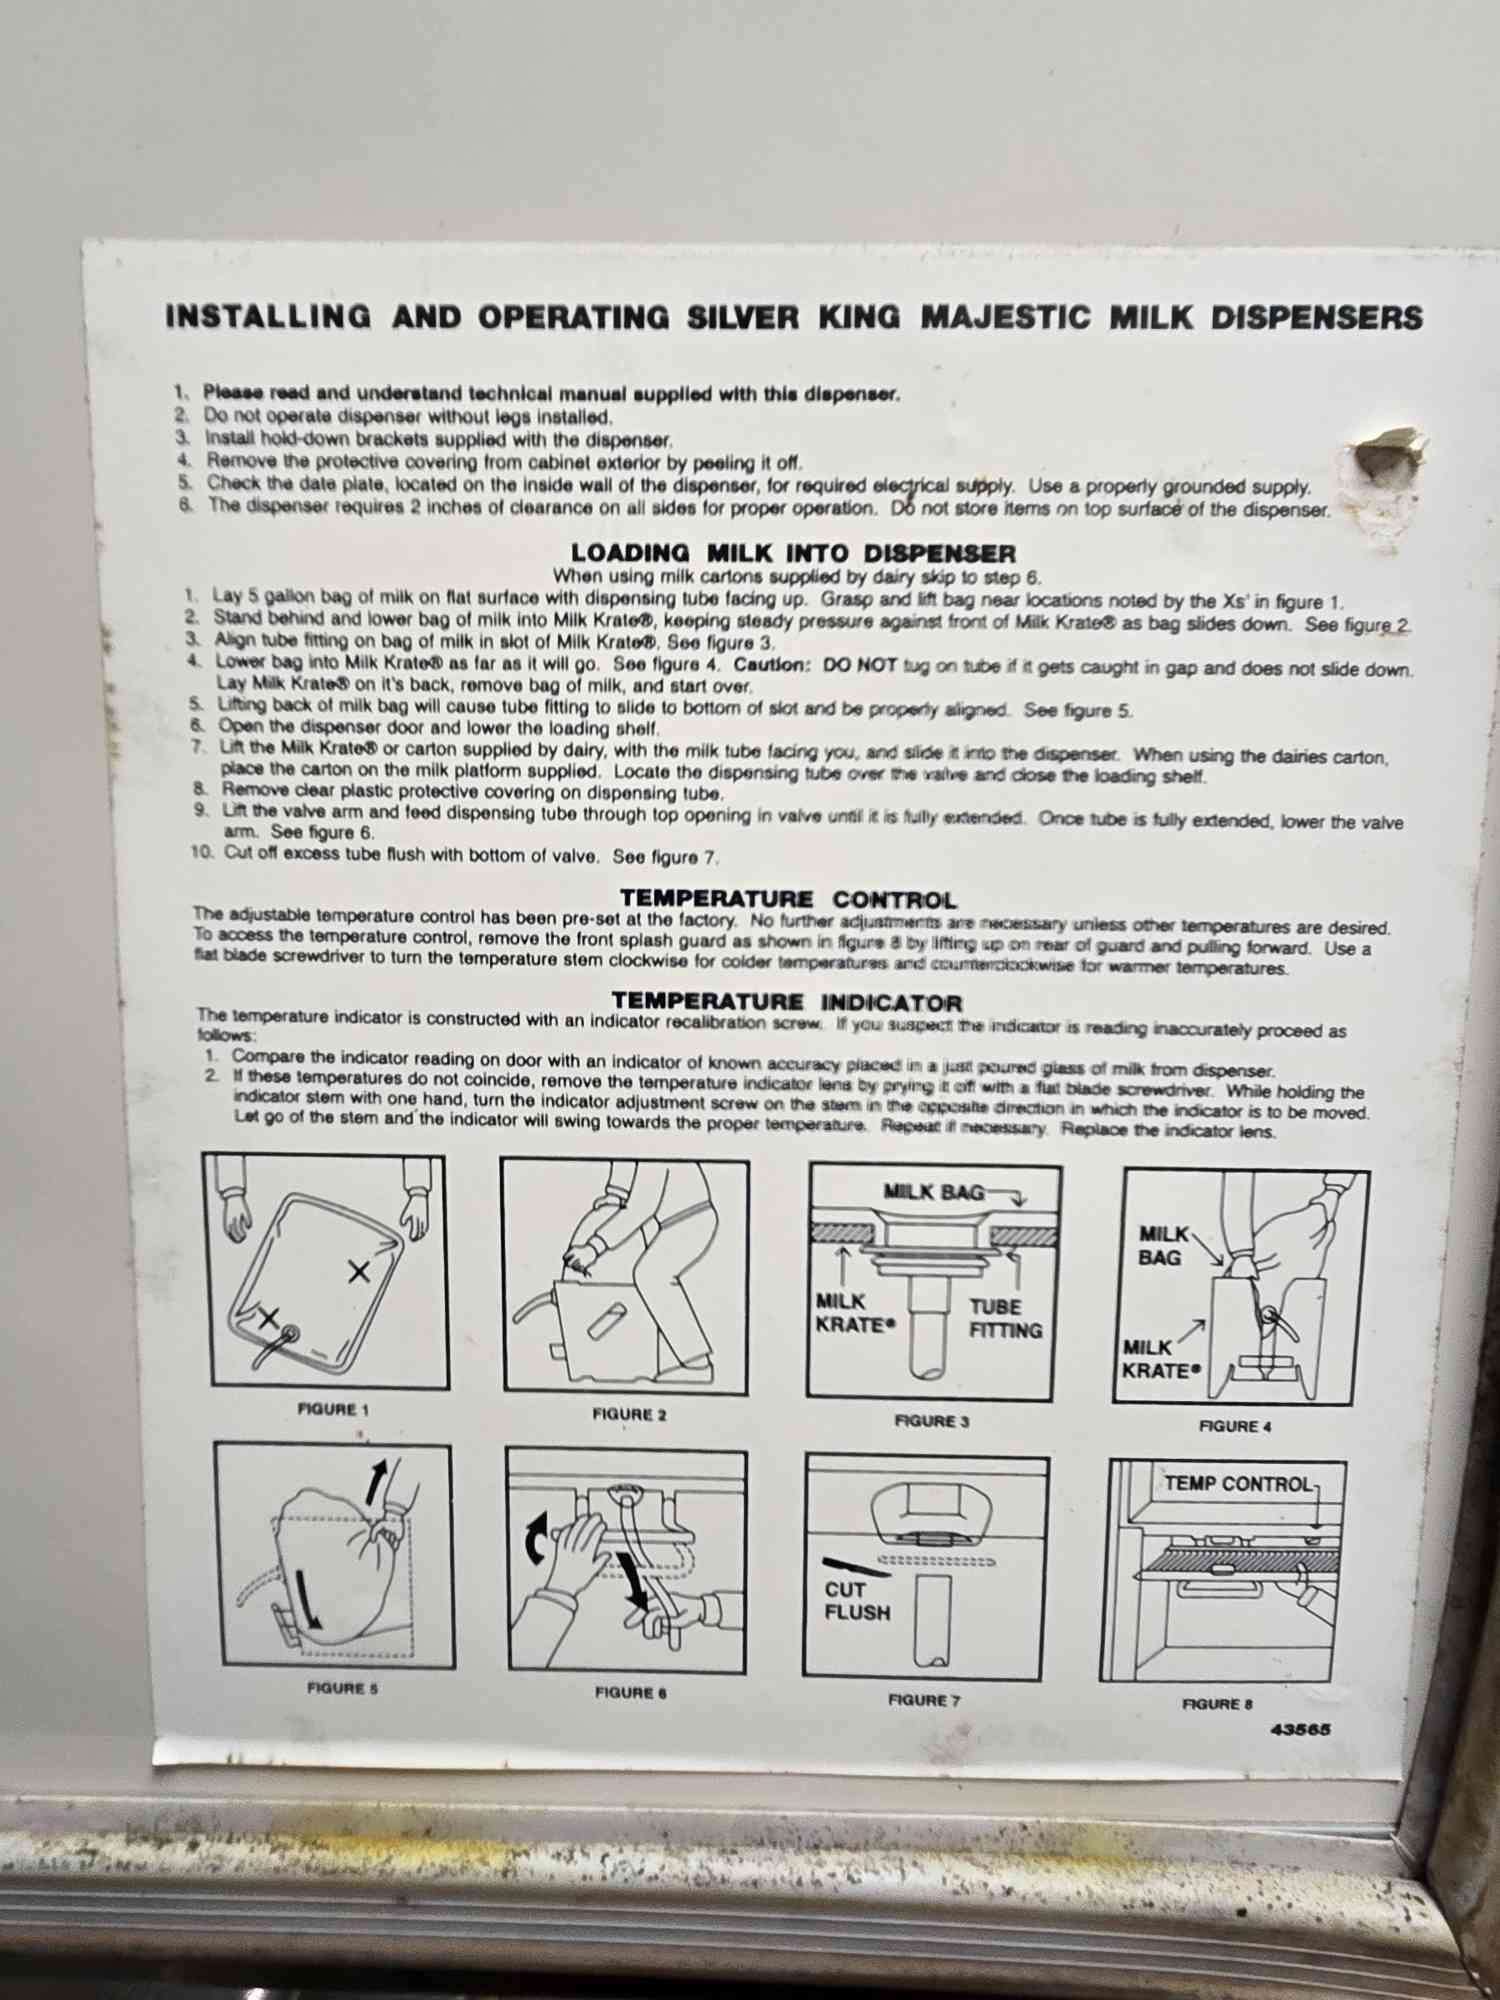 INSTALLING AND OPERATING SILVER KING MAJESTIC MILK DISPENSERS
1. Please read and understand technical manual supplied with this dispenser.
2. Do not operate dispenser without legs installed.
3. Install hold-down brackets supplied with the dispenser.
4. Remove the protective covering from cabinet exterior by peeling it off.
5. Check the date plate, located on the inside wall of the dispenser, for required electrical supply. Use a properly grounded supply.
6. The dispenser requires 2 inches of clearance on all sides for proper operation. Do not store items on top surface of the dispenser.
LOADING MILK INTO DISPENSER
When using milk cartons supplied by dairy skip to step 6.
1. Lay 5 gallon bag of milk on flat surface with dispensing tube facing up. Grasp and lift bag near locations noted by the Xs' in figure 1.
2. Stand behind and lower bag of milk into Milk Krate®, keeping steady pressure against front of Milk Krate® as bag slides down. See figure 2.
3. Align tube fitting on bag of milk in slot of Milk Krate®. See figure 3.
4. Lower bag into Milk Krate® as far as it will go. See figure 4. Caution: DO NOT tug on tube if it gets caught in gap and does not slide down.
Lay Milk Krate® on it's back, remove bag of milk, and start over.
5. Lifting back of milk bag will cause tube fitting to slide to bottom of slot and be properly aligned. See figure 5.
6. Open the dispenser door and lower the loading shelf.
7. Lift the Milk Krate® or carton supplied by dairy, with the milk tube facing you, and slide it into the dispenser. When using the dairies carton,
place the carton on the milk platform supplied. Locate the dispensing tube over the valve and close the loading shelf.
8. Remove clear plastic protective covering on dispensing tube.
9. Lift the valve arm and feed dispensing tube through top opening in valve until it is fully extended. Once tube is fully extended, lower the valve
arm. See figure 6.
10. Cut off excess tube flush with bottom of valve. See figure 7.
TEMPERATURE CONTROL
The adjustable temperature control has been pre-set at the factory. No further adjustments are necessary unless other temperatures are desired.
To access the temperature control, remove the front splash guard as shown in figure 8 by lifting up on rear of guard and pulling forward. Use a
flat blade screwdriver to turn the temperature stem clockwise for colder temperatures and counterclockwise for warmer temperatures.
TEMPERATURE INDICATOR
The temperature indicator is constructed with an indicator recalibration screw. If you suspect the indicator is reading inaccurately proceed as
follows:
1. Compare the indicator reading on door with an indicator of known accuracy placed in a just poured glass of milk from dispenser.
2. If these temperatures do not coincide, remove the temperature indicator lens by prying it off with a flat blade screwdriver. While holding the
indicator stem with one hand, turn the indicator adjustment screw on the stem in the opposite direction in which the indicator is to be moved.
Let go of the stem and the indicator will swing towards the proper temperature. Repeat if necessary. Replace the indicator lens.
MILK BAG
MILK
KRATE®
TUBE
FITTING
MILK
BAG
MILK
KRATE®
FIGURE 1
FIGURE 2
FIGURE 3
FIGURE 4
CUT
FLUSH
TEMP CONTROL
FIGURE 5
FIGURE 6
FIGURE 7
FIGURE 8
43565